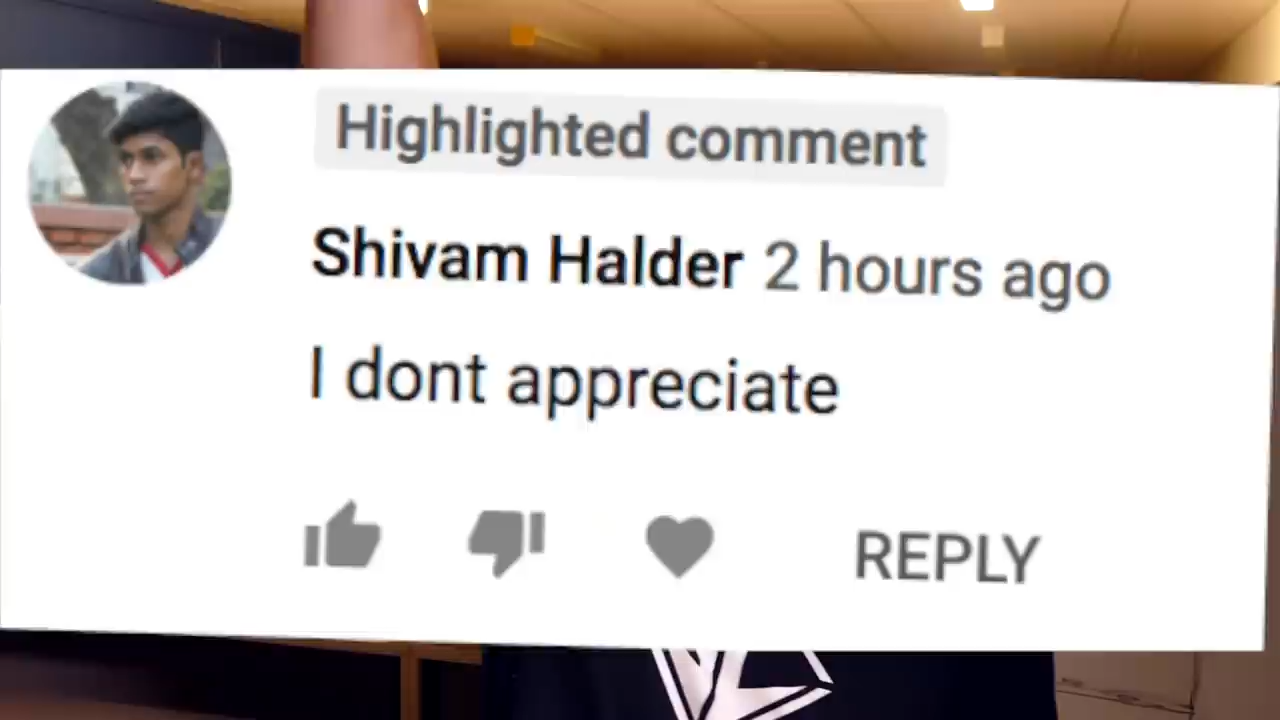 Highlighted comment
Shivam Halder 2 hours ago
I dont appreciate
REPLY